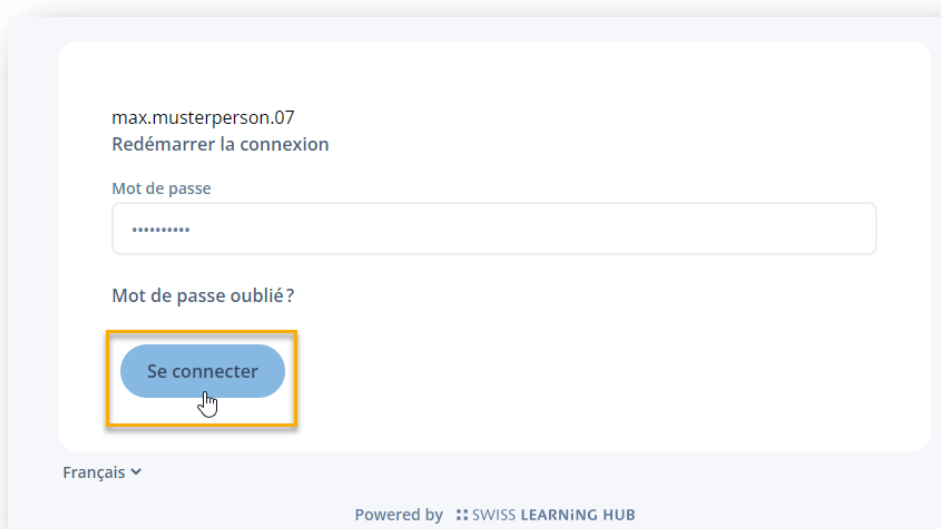 max.musterperson.07
Redémarrer la connexion
Mot de passe
••••••••••
Mot de passe oublié ?
Se connecter
Français
Powered by SWISS LEARNiNG HUB